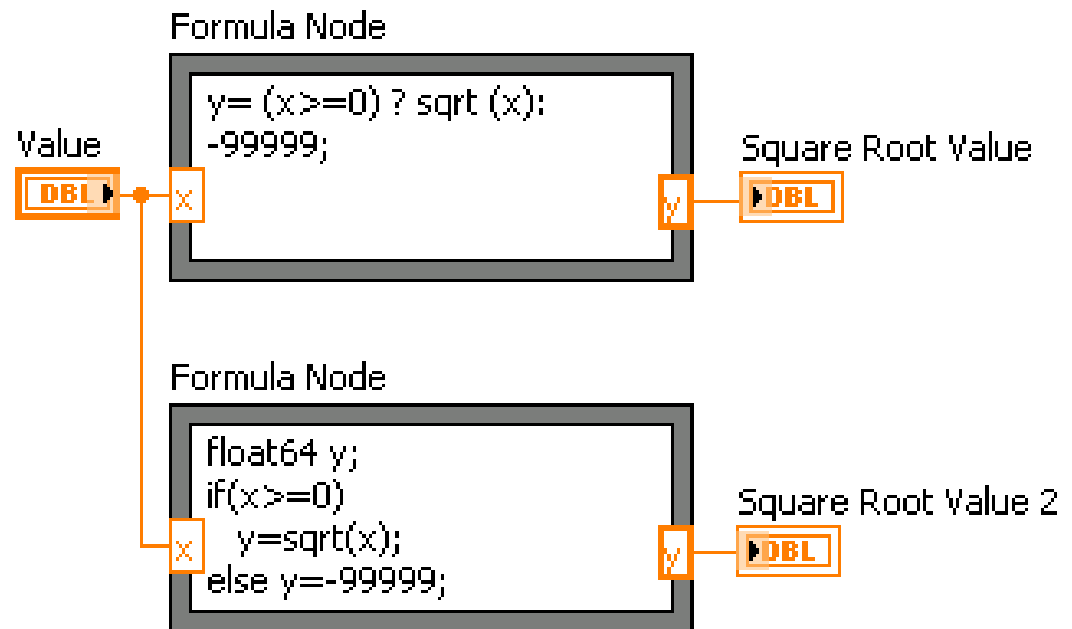 Formula Node
y= (x>=0) ? sqrt (x):
-99999;
Value
DBL
x
y
Square Root Value
DBL
Formula Node
float64 y;
if(x>=0)
y=sqrt(x);
else y=-99999;
x
y
Square Root Value 2
DBL